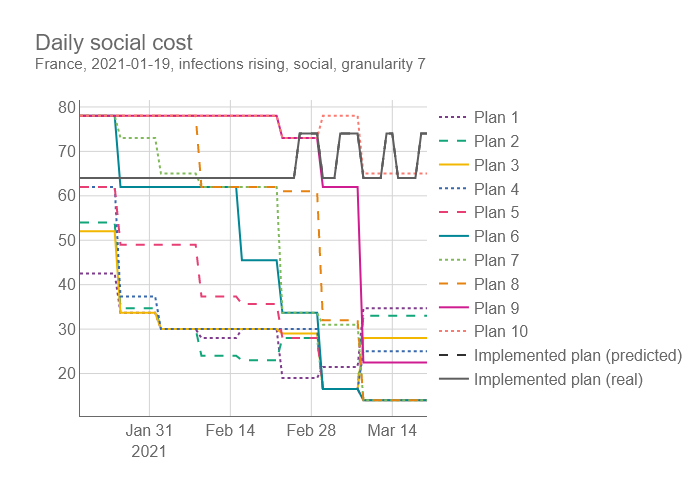 Daily social cost
France, 2021-01-19, infections rising, social, granularity 7
80
70
60
50
40
30
20
Jan 31
2021
Feb 14
Feb 28
Mar 14
Plan 1
Plan 2
Plan 3
Plan 4
Plan 5
Plan 6
Plan 7
Plan 8
Plan 9
Plan 10
Implemented plan (predicted)
Implemented plan (real)